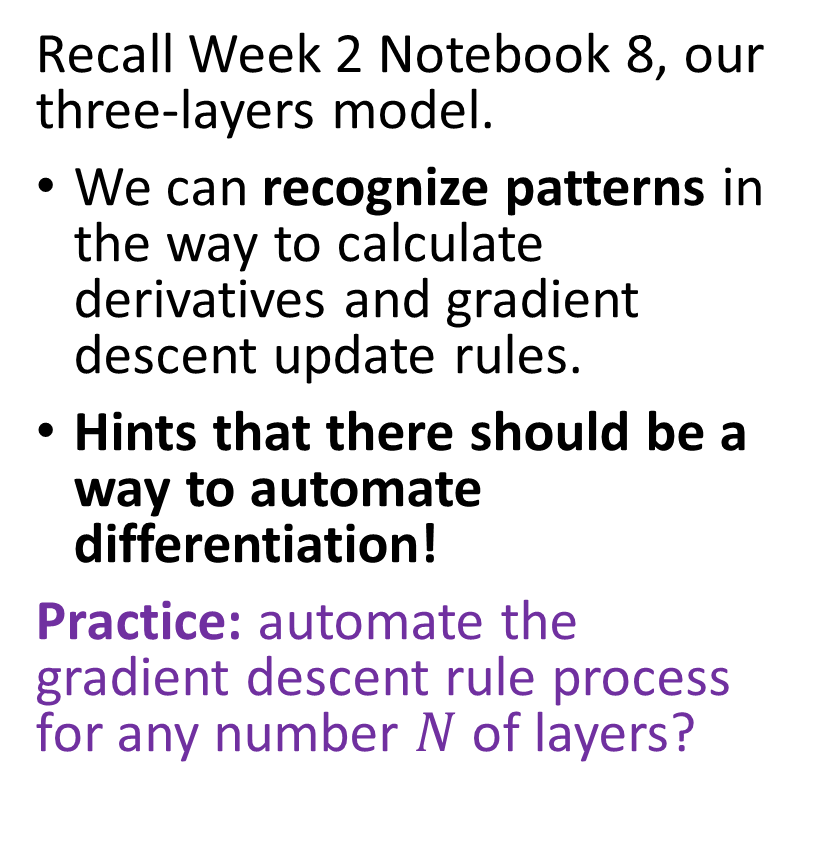 Recall Week 2 Notebook 8, our
three-layers model.
• We can recognize patterns in
the way to calculate
derivatives and gradient
descent update rules.
• Hints that there should be a
way to automate
differentiation!
Practice: automate the
gradient descent rule process
for any number N of layers?